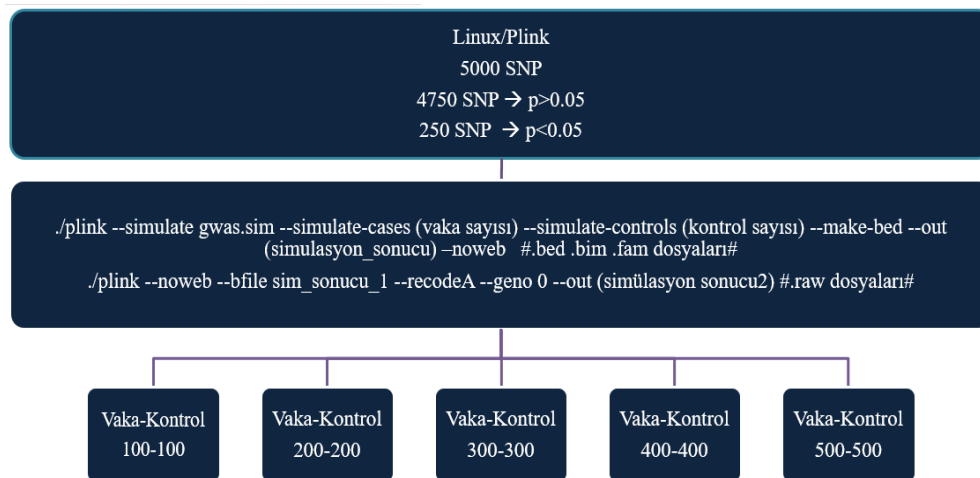 Linux/Plink
5000 SNP
4750 SNP → p>0.05
250 SNP → p<0.05
./plink --simulate gwas.sim --simulate-cases (vaka sayısı) --simulate-controls (kontrol sayısı) --make-bed --out
(simulasyon_sonucu) –noweb #.bed .bim .fam dosyaları#
./plink --noweb --bfile sim_sonucu_1 --recodeA --geno 0 --out (simülasyon sonucu2) #.raw dosyaları#
Vaka-Kontrol
100-100
Vaka-Kontrol
200-200
Vaka-Kontrol
300-300
Vaka-Kontrol
400-400
Vaka-Kontrol
500-500